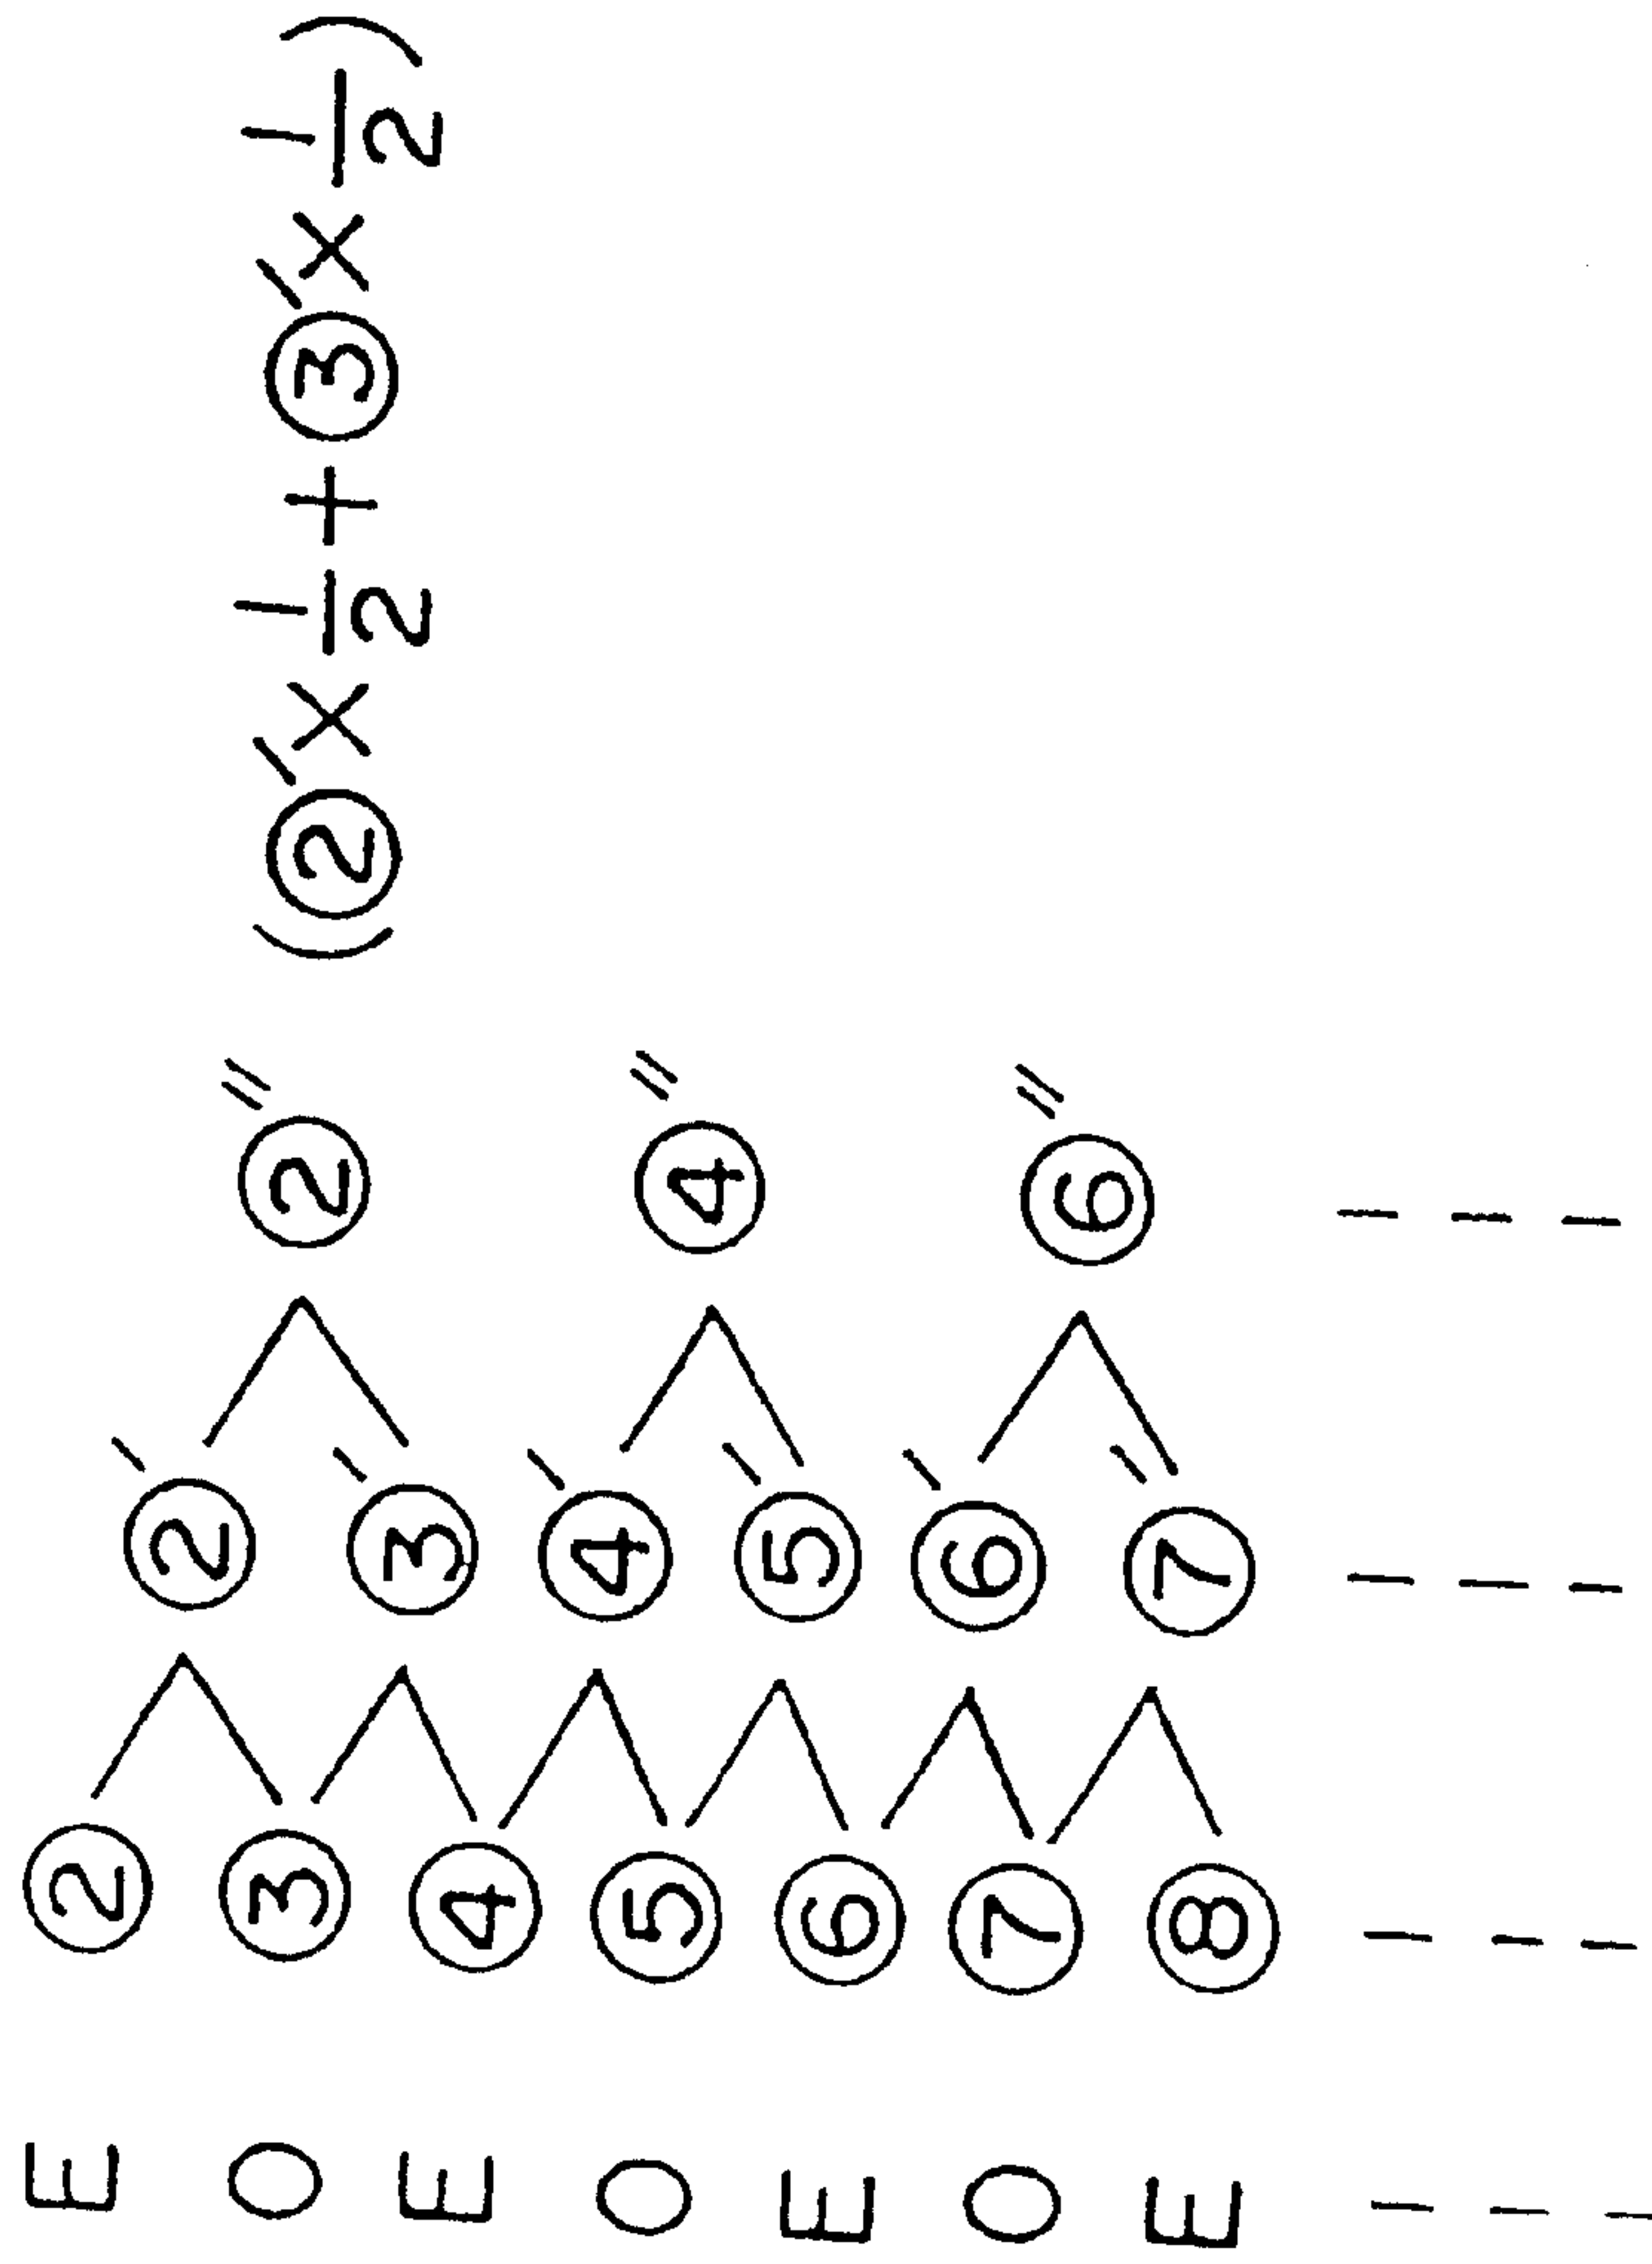 E ②
②'
O ③
②'' (②'×1/2+③'×1/2)
③'
E ④
④'
O ⑤
④''
⑤'
E ⑥
⑥'
O ⑦
⑥''
⑦'
E ⑧